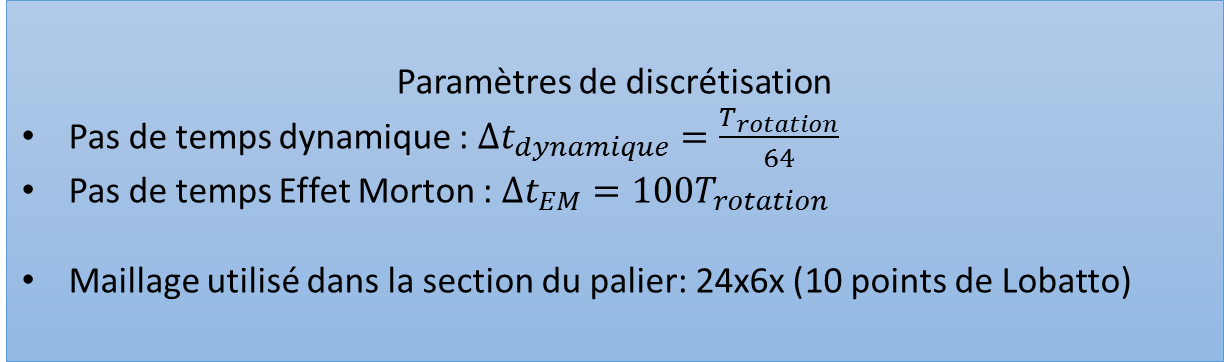 Paramètres de discrétisation
• Pas de temps dynamique : Δt_dynamique = T_rotation/64
• Pas de temps Effet Morton : Δt_EM = 100T_rotation
• Maillage utilisé dans la section du palier: 24x6x (10 points de Lobatto)